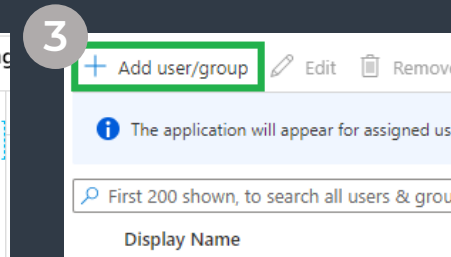 3
Add user/group Edit Remove
The application will appear for assigned us
First 200 shown, to search all users & grou
Display Name